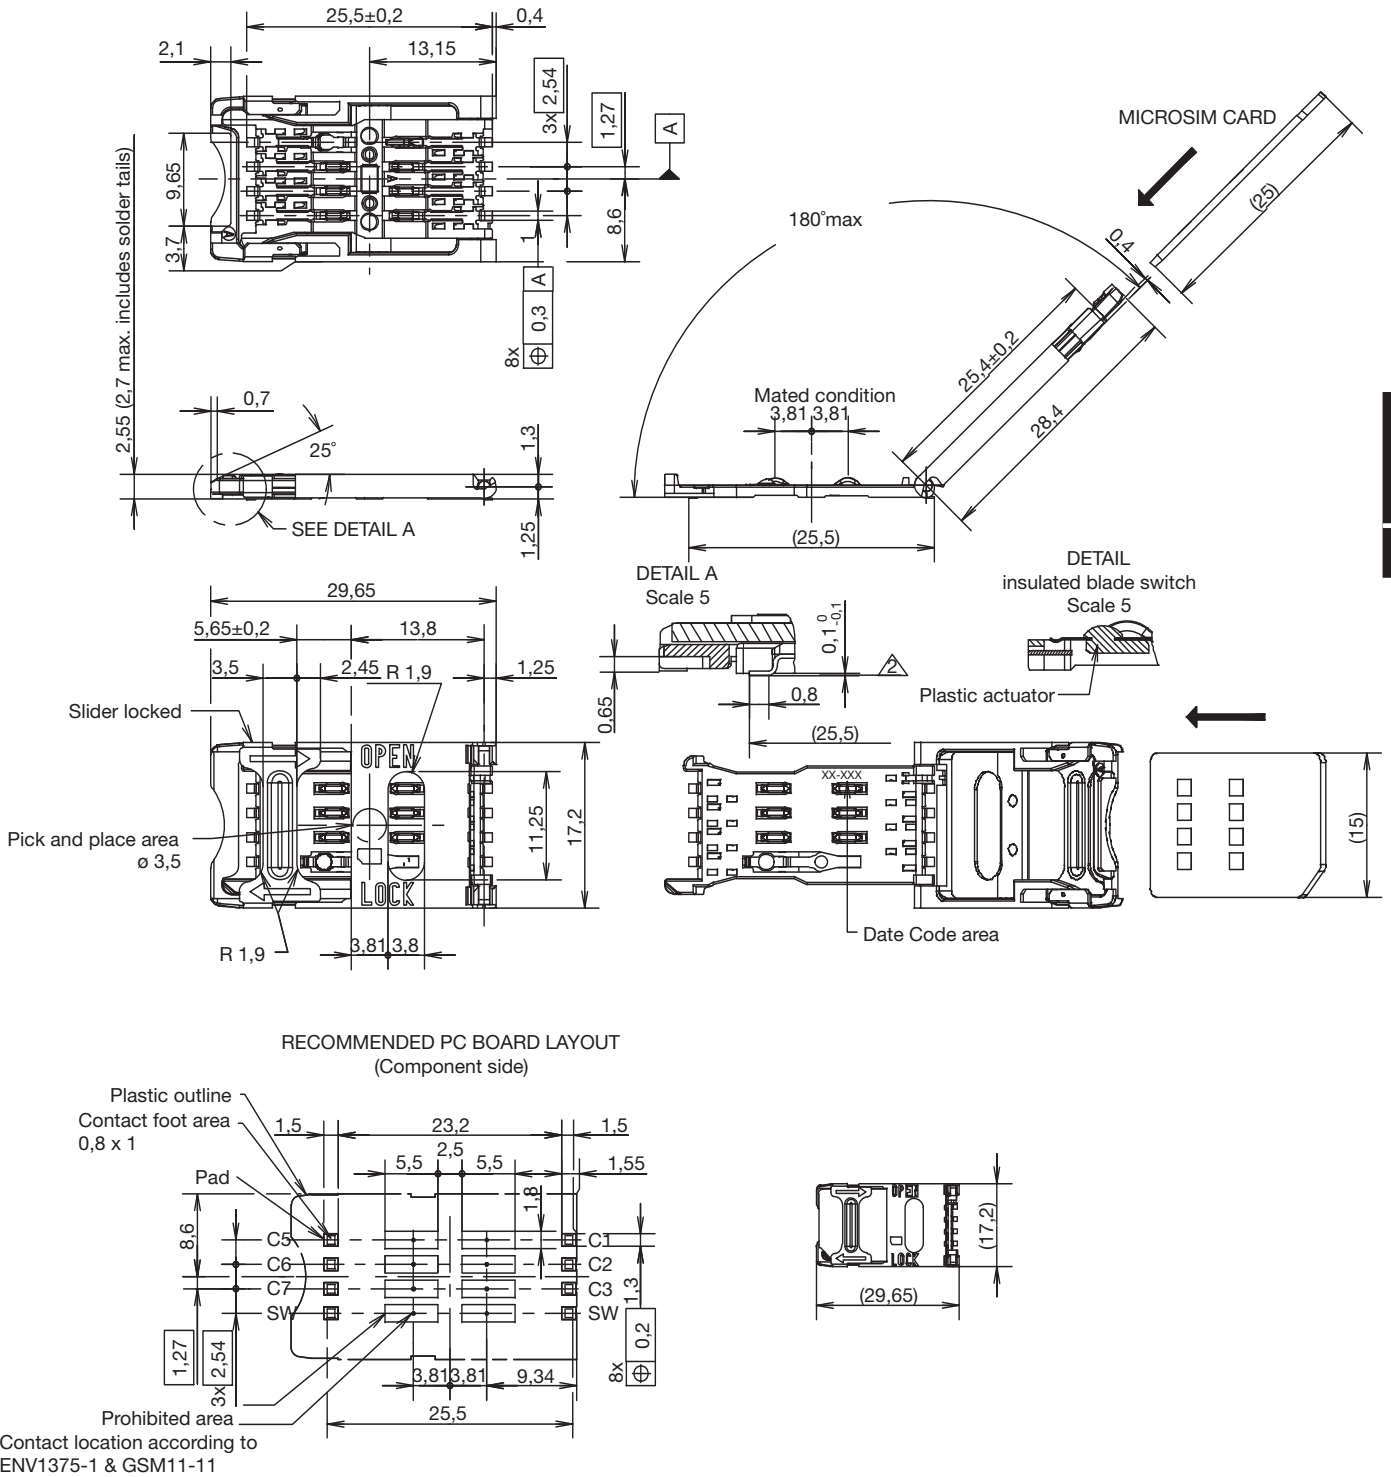 25,5±0,2
0,4
2,1
13,15
3x 2,54
1,27
A
9,65
3,7
1
8,6
A
2,55 (2,7 max. includes solder tails)
8x
0,3
A
MICROSIM CARD
180°max
(25)
0,4
25,4±0,2
28,4
Mated condition
3,81 3,81
(25,5)
0,7
25°
1,3
SEE DETAIL A
1,25
DETAIL A
Scale 5
0,1 0 -0,1
2
0,65
0,8
(25,5)
DETAIL
insulated blade switch
Scale 5
Plastic actuator
29,65
5,65±0,2
13,8
3,5
2,45
R 1,9
1,25
Slider locked
OPEN
Pick and place area
ø 3,5
11,25
17,2
LOCK
R 1,9
3,81 3,8
XX-XXX
Date Code area
(15)
RECOMMENDED PC BOARD LAYOUT
(Component side)
Plastic outline
Contact foot area
0,8 x 1
Pad
1,5
23,2
1,5
5,5
2,5
5,5
1,55
1,8
8,6
C5
C1
C6
C2
C7
C3
SW
SW
1,3
1,27
3x 2,54
8x
0,2
3,81 3,81
9,34
25,5
Prohibited area
Contact location according to
ENV1375-1 & GSM11-11
OPEN
LOCK
(17,2)
(29,65)